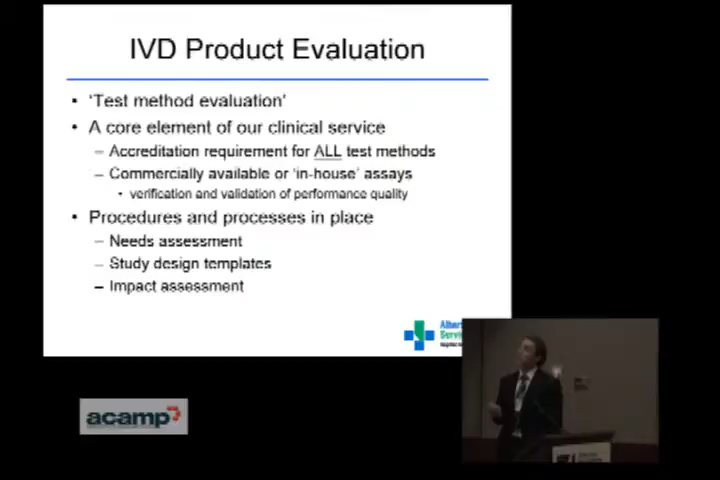 IVD Product Evaluation
• 'Test method evaluation'
• A core element of our clinical service
– Accreditation requirement for ALL test methods
– Commercially available or 'in-house' assays
• verification and validation of performance quality
• Procedures and processes in place
– Needs assessment
– Study design templates
– Impact assessment
acamp